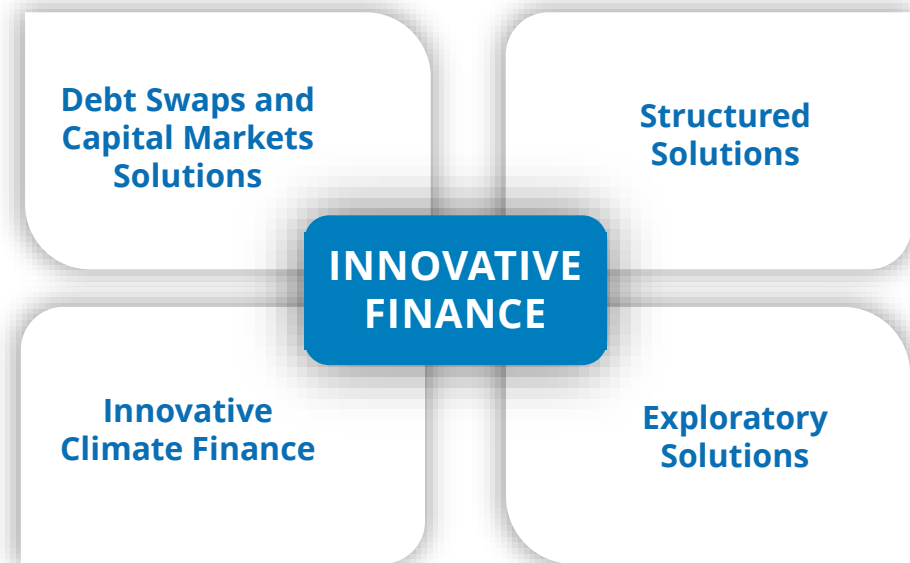 Debt Swaps and
Capital Markets
Solutions
Structured
Solutions
INNOVATIVE
FINANCE
Innovative
Climate Finance
Exploratory
Solutions